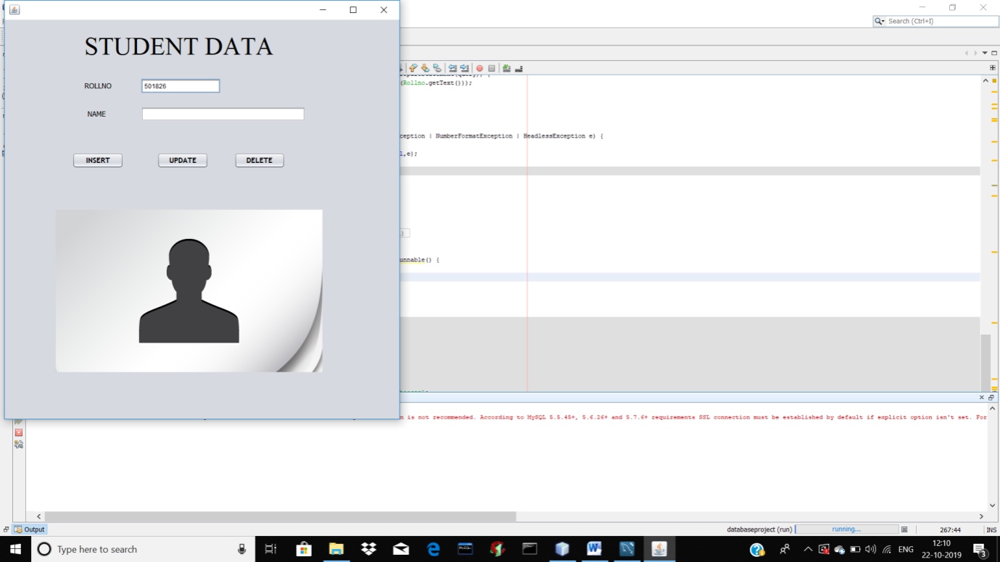 Search (Ctrl+I)
STUDENT DATA
(Rollno.getText()));
ROLLNO
501826
NAME
ception | NumberFormatException | HeadlessException e) {
l,e);
INSERT
UPDATE
DELETE
unnable() {
n is not recommended. According to MySQL 5.5.45+, 5.6.26+ and 5.7.6+ requirements SSL connection must be established by default if explicit option isn't set. For
Output
databaseproject (run)
running...
267:44
INS
Type here to search
ENG
12:10
22-10-2019
3